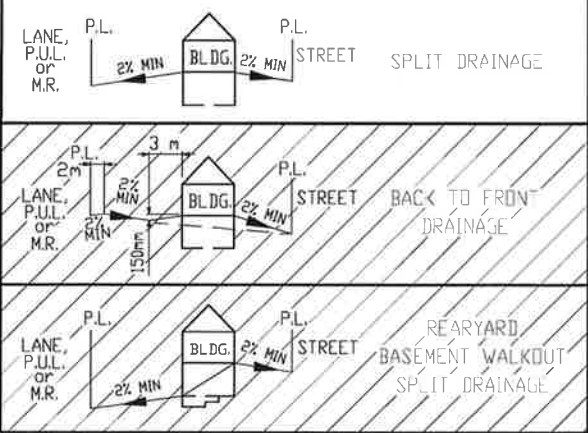 P.L.
P.L.
LANE,
P.U.L.
or
M.R.
2% MIN
BLDG.
2% MIN
STREET
SPLIT DRAINAGE
3 m
P.L.
2m
P.L.
LANE,
P.U.L.
or
M.R.
2%
MIN
2%
MIN
150mm
BLDG.
2% MIN
STREET
BACK TO FRONT
DRAINAGE
P.L.
P.L.
LANE,
P.U.L.
or
M.R.
2% MIN
BLDG.
2% MIN
STREET
REARYARD
BASEMENT WALKOUT
SPLIT DRAINAGE